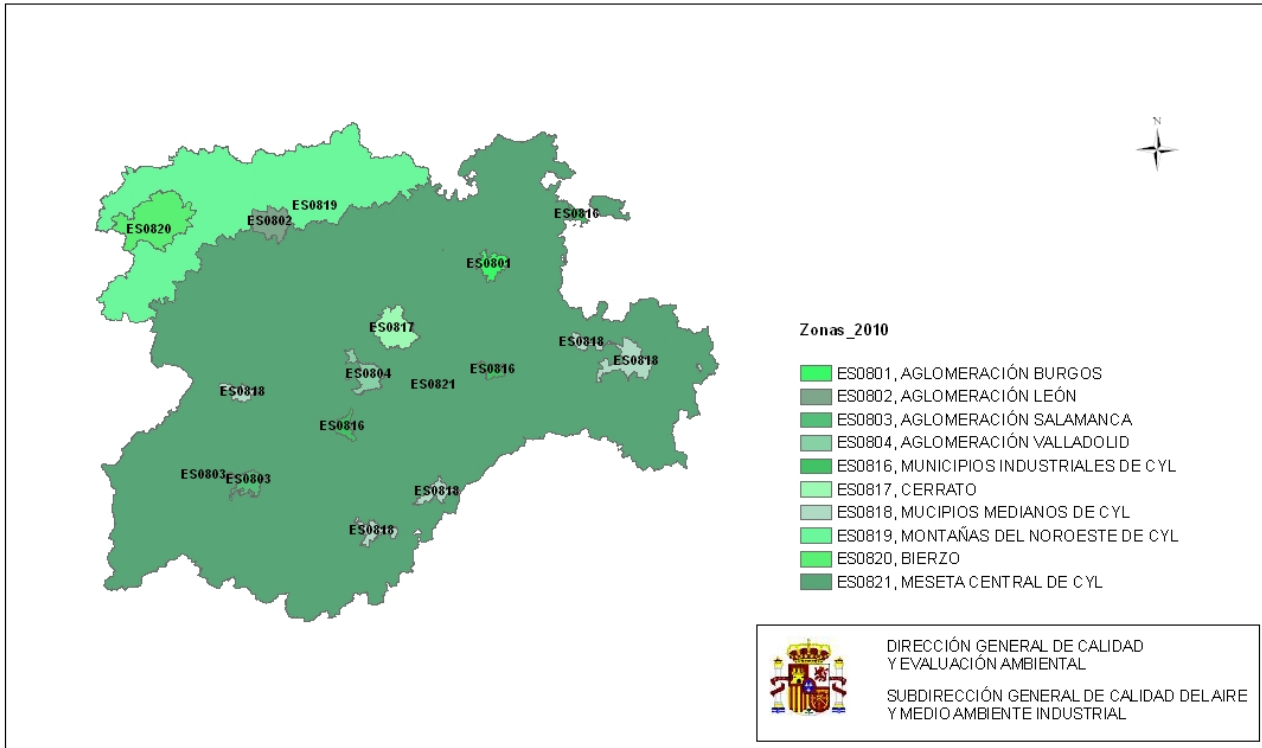 N
ES0819
ES0816
ES0802
ES0820
ES0801
ES0817
ES0818
ES0818
ES0804
ES0816
ES0821
ES0818
ES0816
ES0803
ES0803
ES0818
ES0818
Zonas_2010
ES0801, AGLOMERACIÓN BURGOS
ES0802, AGLOMERACIÓN LEÓN
ES0803, AGLOMERACIÓN SALAMANCA
ES0804, AGLOMERACIÓN VALLADOLID
ES0816, MUNICIPIOS INDUSTRIALES DE CYL
ES0817, CERRATO
ES0818, MUCIPIOS MEDIANOS DE CYL
ES0819, MONTAÑAS DEL NOROESTE DE CYL
ES0820, BIERZO
ES0821, MESETA CENTRAL DE CYL
DIRECCIÓN GENERAL DE CALIDAD
Y EVALUACIÓN AMBIENTAL
SUBDIRECCIÓN GENERAL DE CALIDAD DEL AIRE
Y MEDIO AMBIENTE INDUSTRIAL